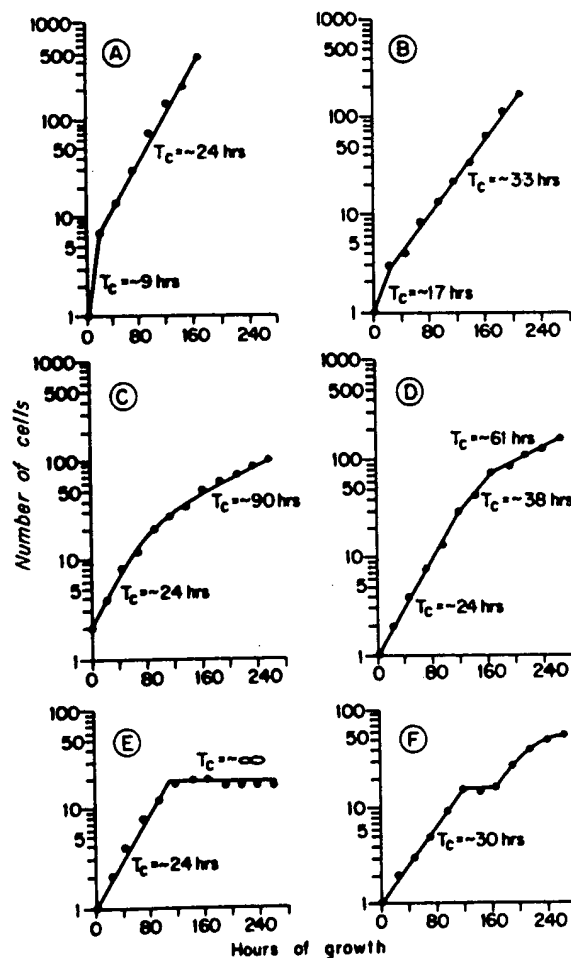 A
1000
500
100
50
10
5
1
0 80 160 240
Tc=~24 hrs
Tc=~9 hrs
B
1000
500
100
50
10
5
1
0 80 160 240
Tc=~33 hrs
Tc=~17 hrs
C
1000
500
100
50
10
5
1
0 80 160 240
Tc=~90 hrs
Tc=~24 hrs
D
1000
500
100
50
10
5
1
0 80 160 240
Tc=~61 hrs
Tc=~38 hrs
Tc=~24 hrs
Number of cells
E
100
50
10
5
1
0 80 160 240
Tc=~∞
Tc=~24 hrs
F
100
50
10
5
1
0 80 160 240
Tc=~30 hrs
Hours of growth